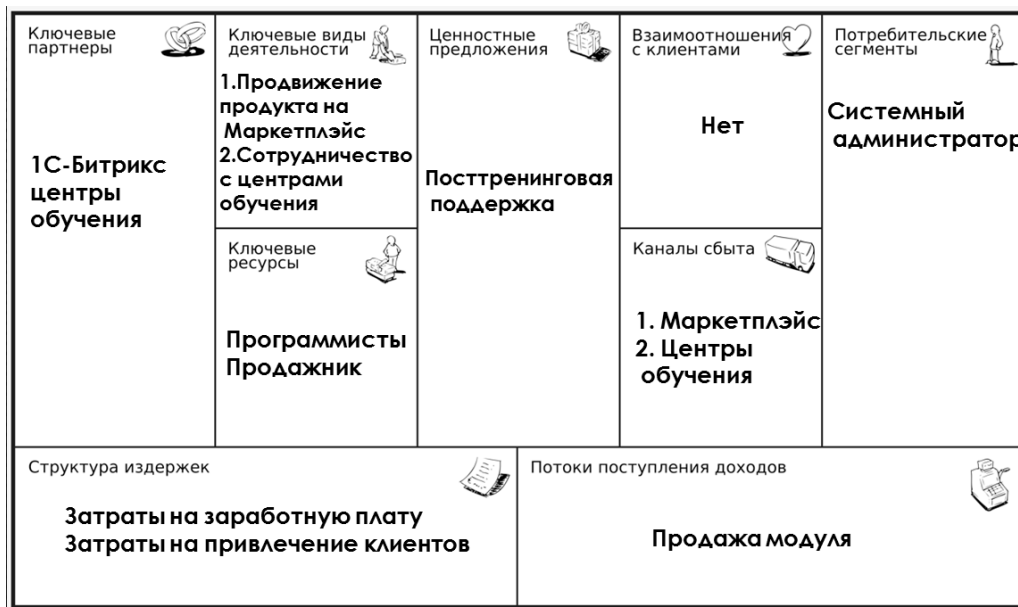 Ключевые
партнеры
1С-Битрикс
центры
обучения
Ключевые виды
деятельности
1.Продвижение
продукта на
Маркетплэйс
2.Сотрудничество
с центрами
обучения
Ключевые
ресурсы
Программисты
Продажник
Ценностные
предложения
Посттренинговая
поддержка
Взаимоотношения
с клиентами
Нет
Каналы сбыта
1. Маркетплэйс
2. Центры
обучения
Потребительские
сегменты
Системный
администратор
Структура издержек
Затраты на заработную плату
Затраты на привлечение клиентов
Потоки поступления доходов
Продажа модуля